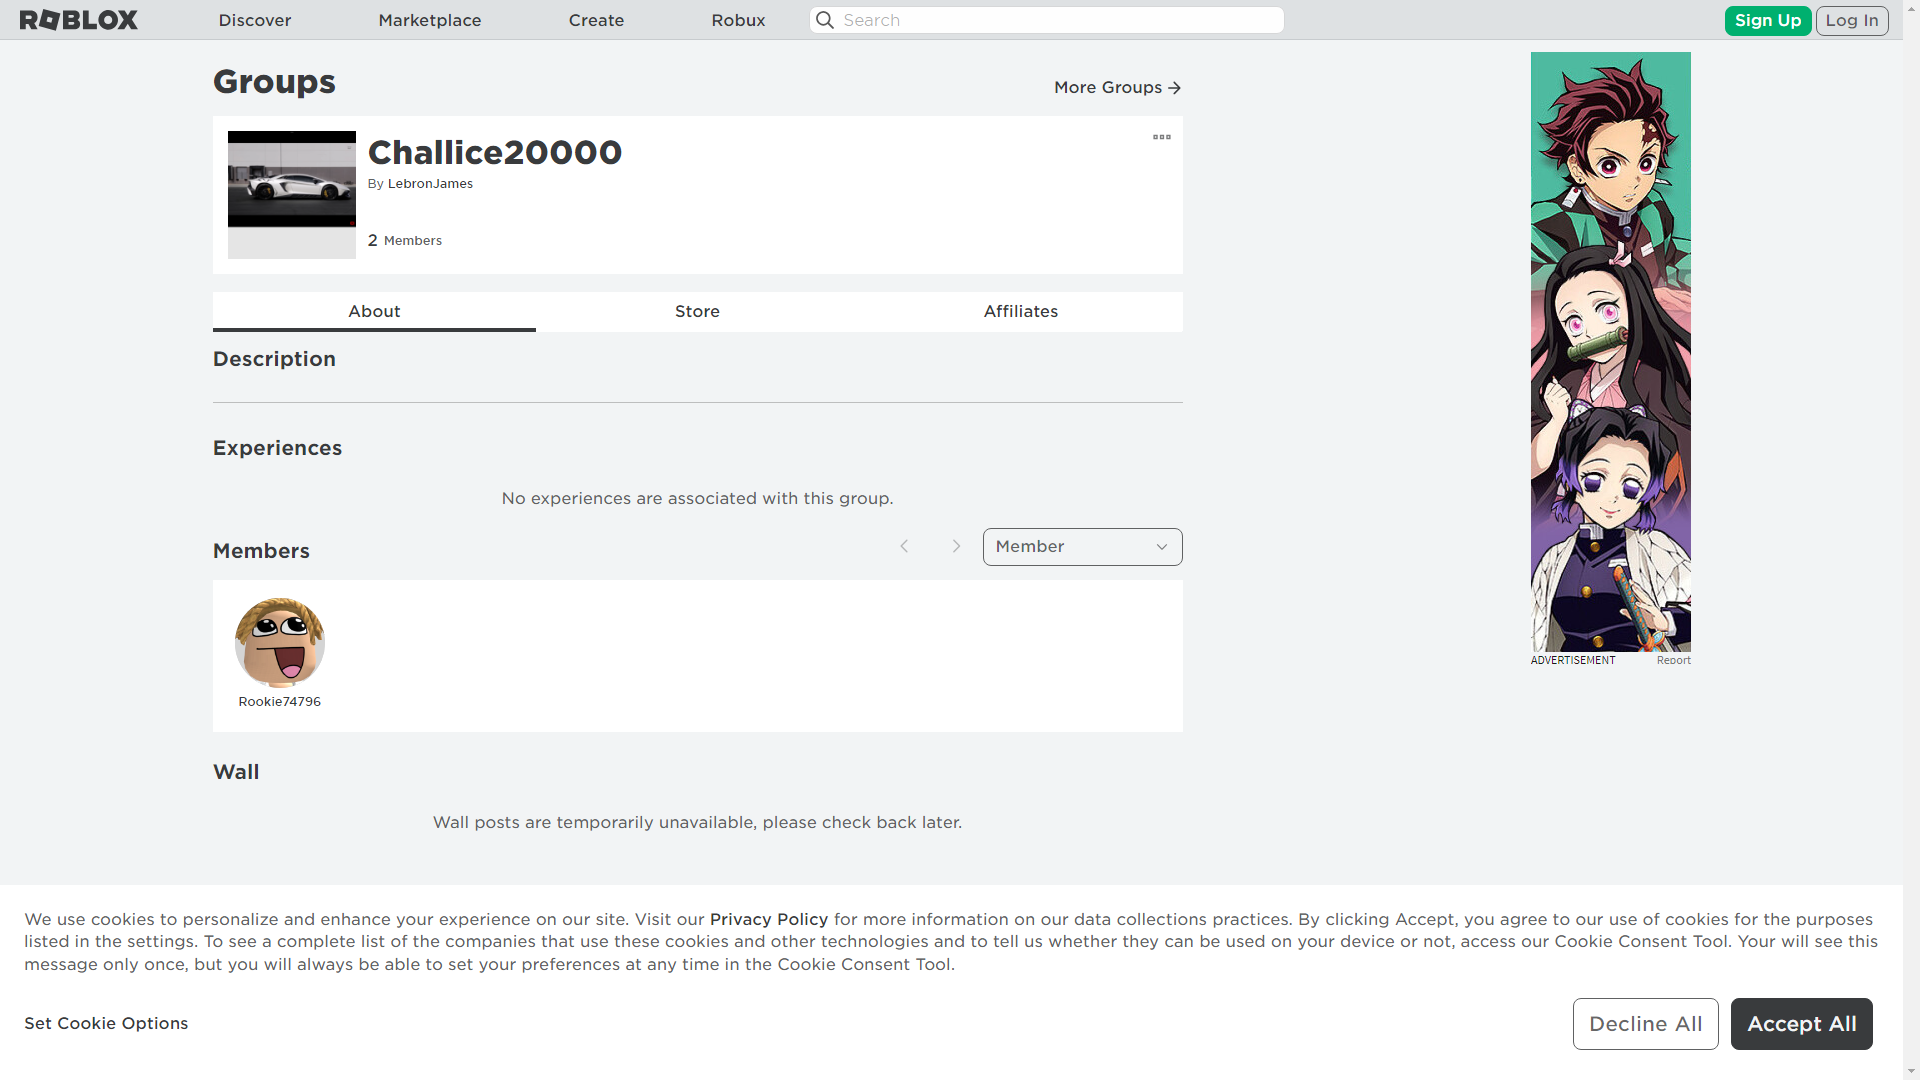 ROBLOX
Discover
Marketplace
Create
Robux
Search
Sign Up
Log In
Groups
More Groups
Challice20000
By LebronJames
2 Members
About
Store
Affiliates
Description
Experiences
No experiences are associated with this group.
Members
Member
Rookie74796
Wall
Wall posts are temporarily unavailable, please check back later.
ADVERTISEMENT
Report
We use cookies to personalize and enhance your experience on our site. Visit our Privacy Policy for more information on our data collections practices. By clicking Accept, you agree to our use of cookies for the purposes
listed in the settings. To see a complete list of the companies that use these cookies and other technologies and to tell us whether they can be used on your device or not, access our Cookie Consent Tool. Your will see this
message only once, but you will always be able to set your preferences at any time in the Cookie Consent Tool.
Set Cookie Options
Decline All
Accept All